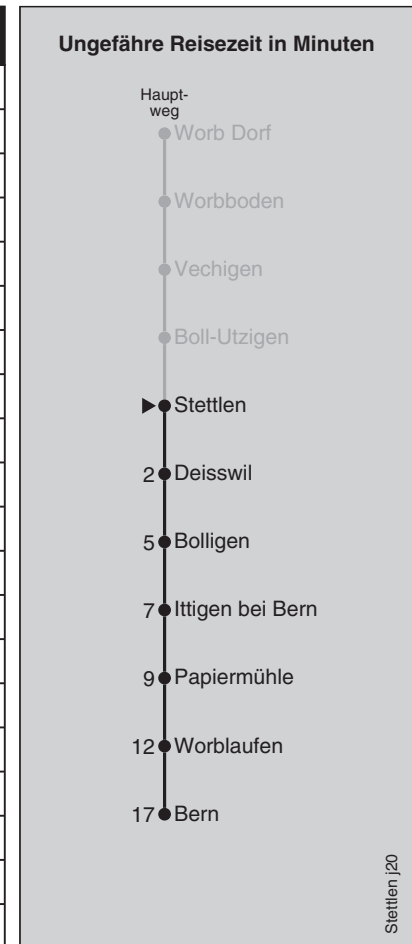 Ungefähre Reisezeit in Minuten
Haupt-
weg
Worb Dorf
Worbboden
Vechigen
Boll-Utzigen
Stettlen
2 Deisswil
5 Bolligen
7 Ittigen bei Bern
9 Papiermühle
12 Worblaufen
17 Bern
Stettlen j20